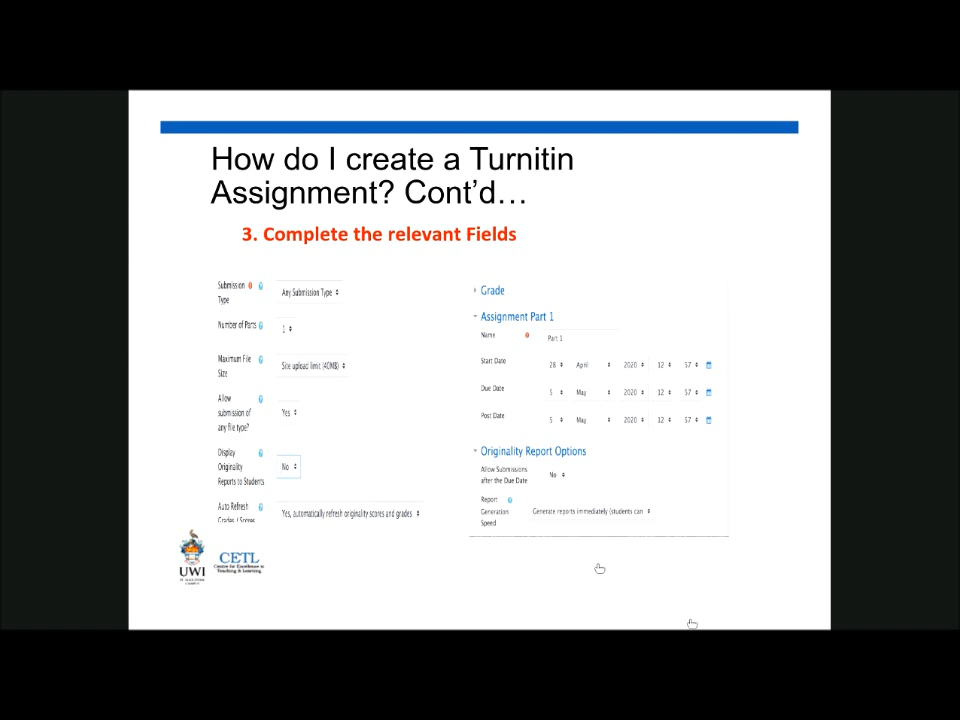 How do I create a Turnitin
Assignment? Cont'd…
3. Complete the relevant Fields
Submission
Type
Any Submission Type
Number of Parts
1
Maximum File
Size
Site upload limit (40MB)
Allow
submission of
any file type?
Yes
Display
Originality
Reports to Students
No
Auto Refresh
Grades / Scores
Yes, automatically refresh originality scores and grades
Grade
Assignment Part 1
Name
Part 1
Start Date
28 April 2020 12 57
Due Date
5 May 2020 12 57
Post Date
5 May 2020 12 57
Originality Report Options
Allow Submissions
after the Due Date
No
Report
Generation
Speed
Generate reports immediately (students can
UWI
ST. AUGUSTINE
CAMPUS
CETL
Centre for Excellence in
Teaching & Learning